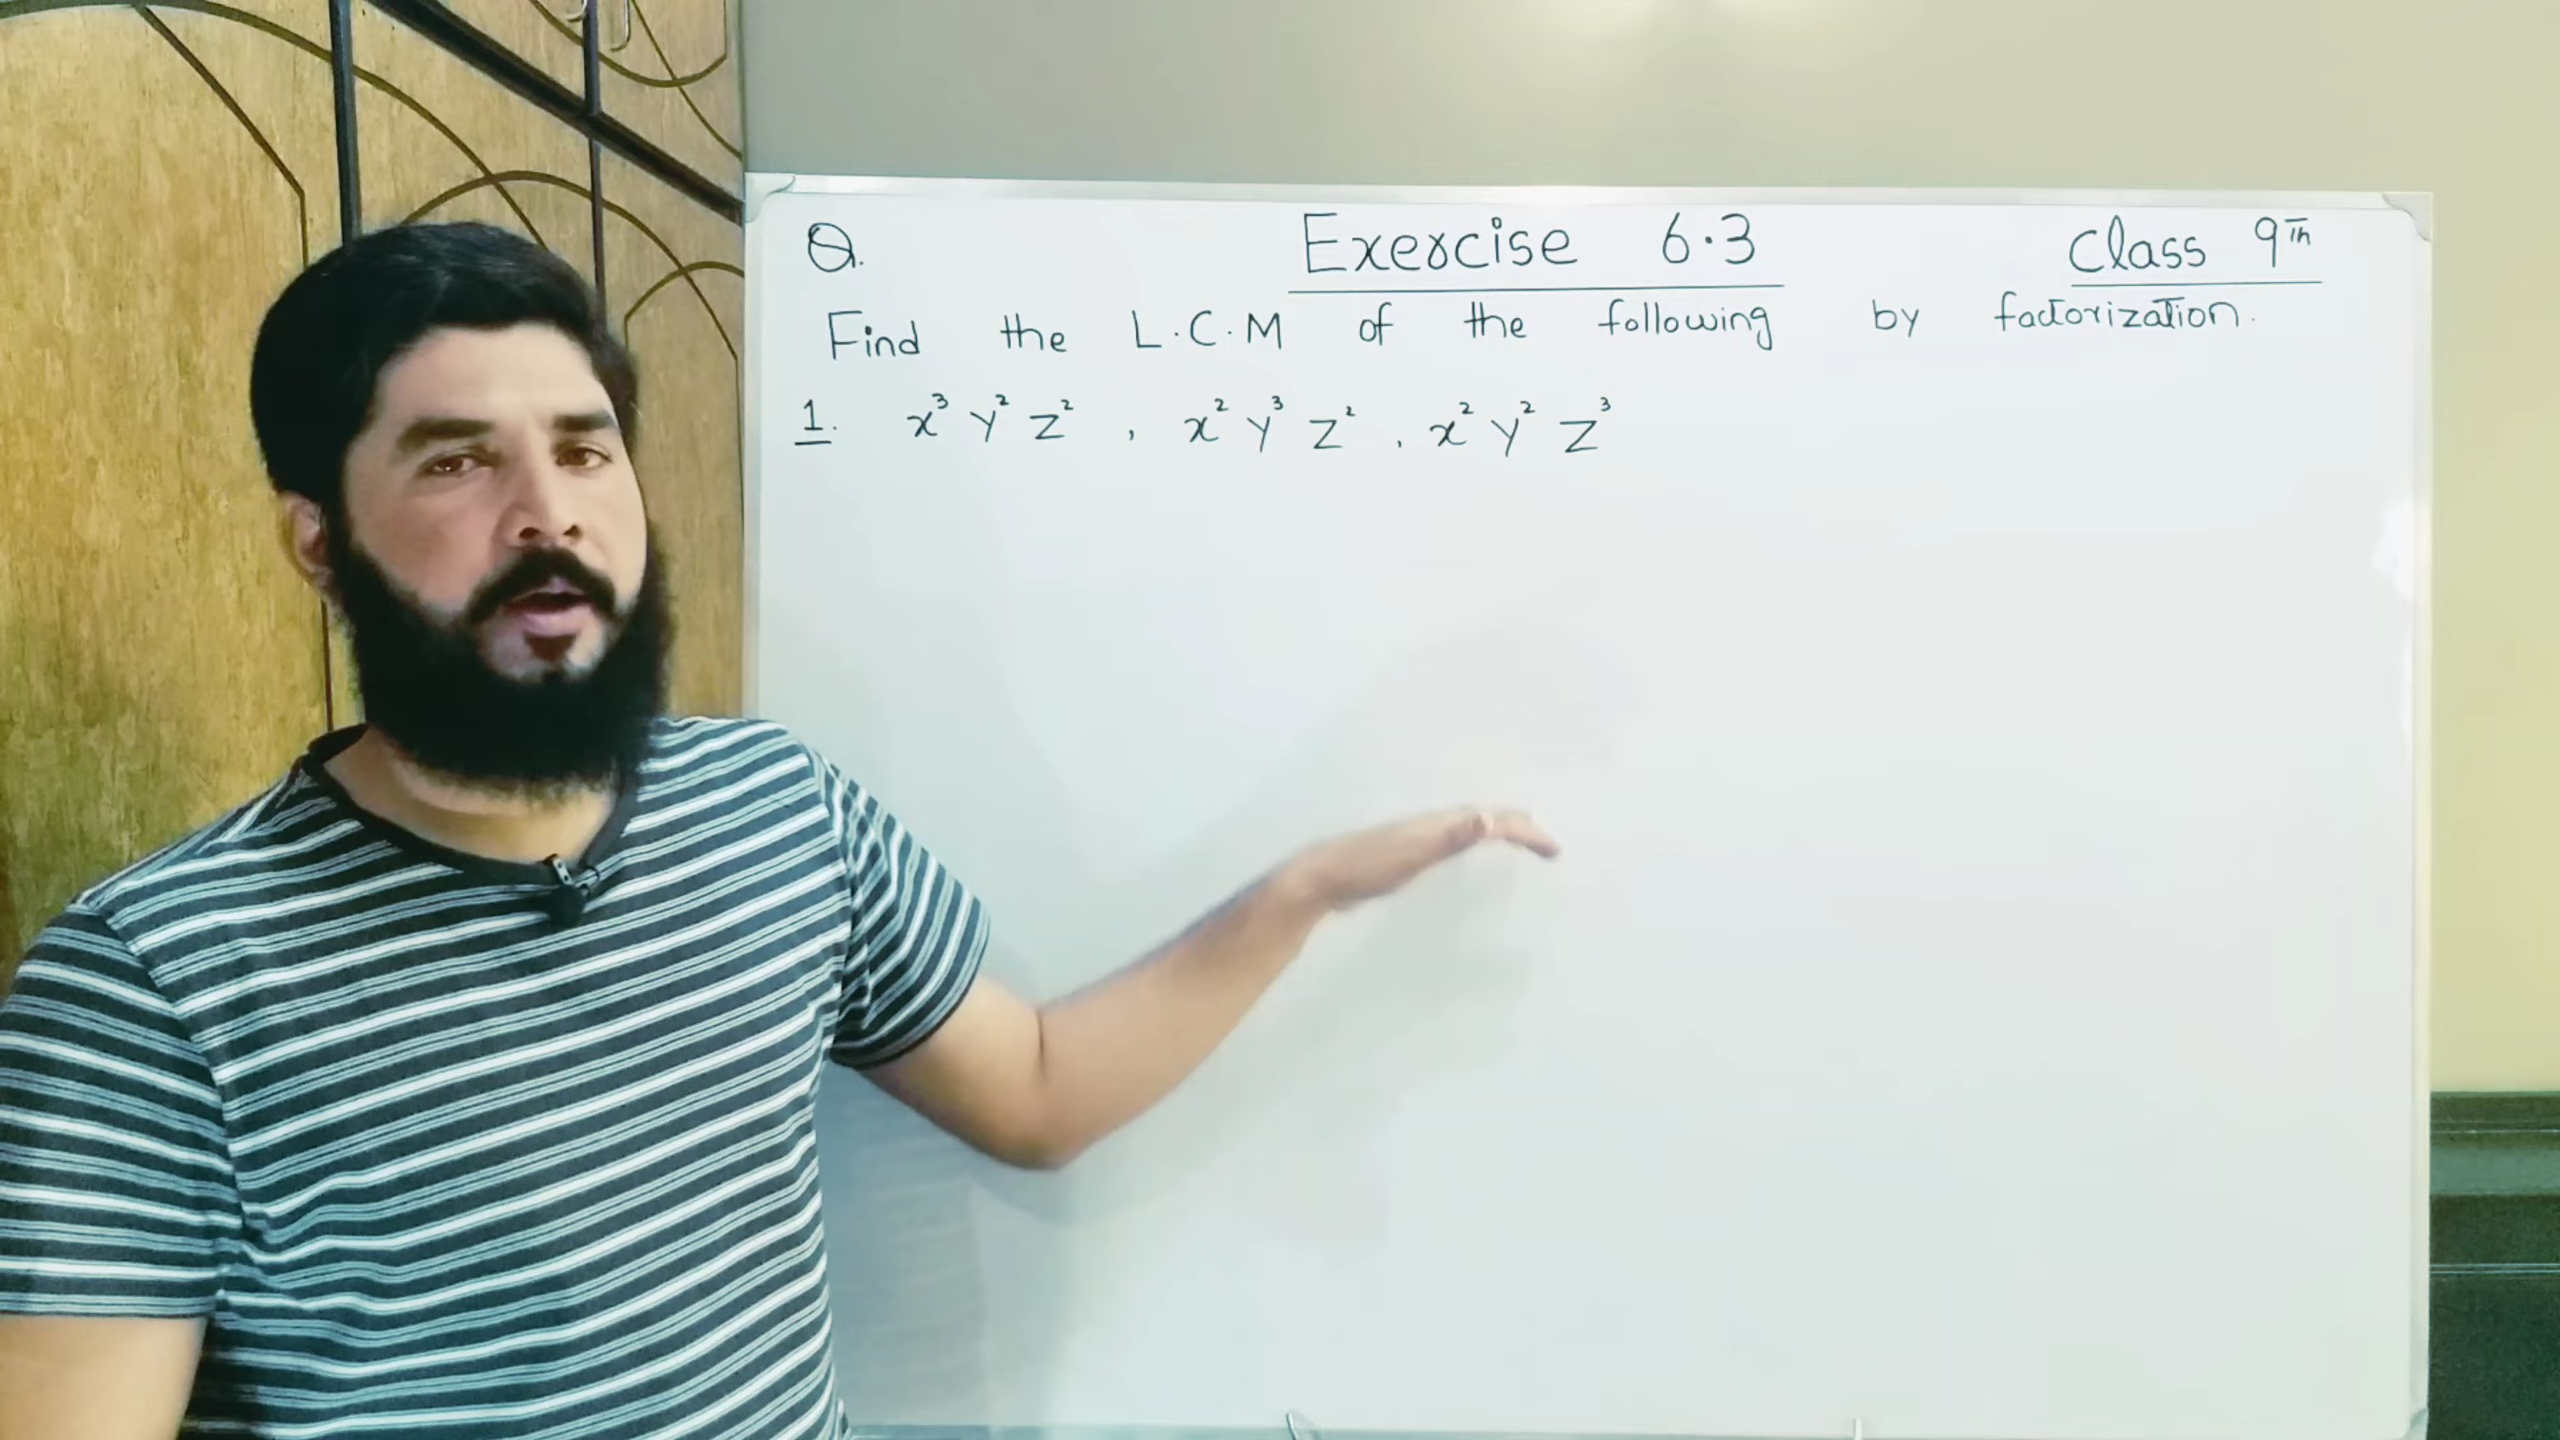 Q. Exercise 6.3 Class 9Th
Find the L.C.M of the following by factorization.
1. x³ y² z² , x² y³ z² , x² y² z³